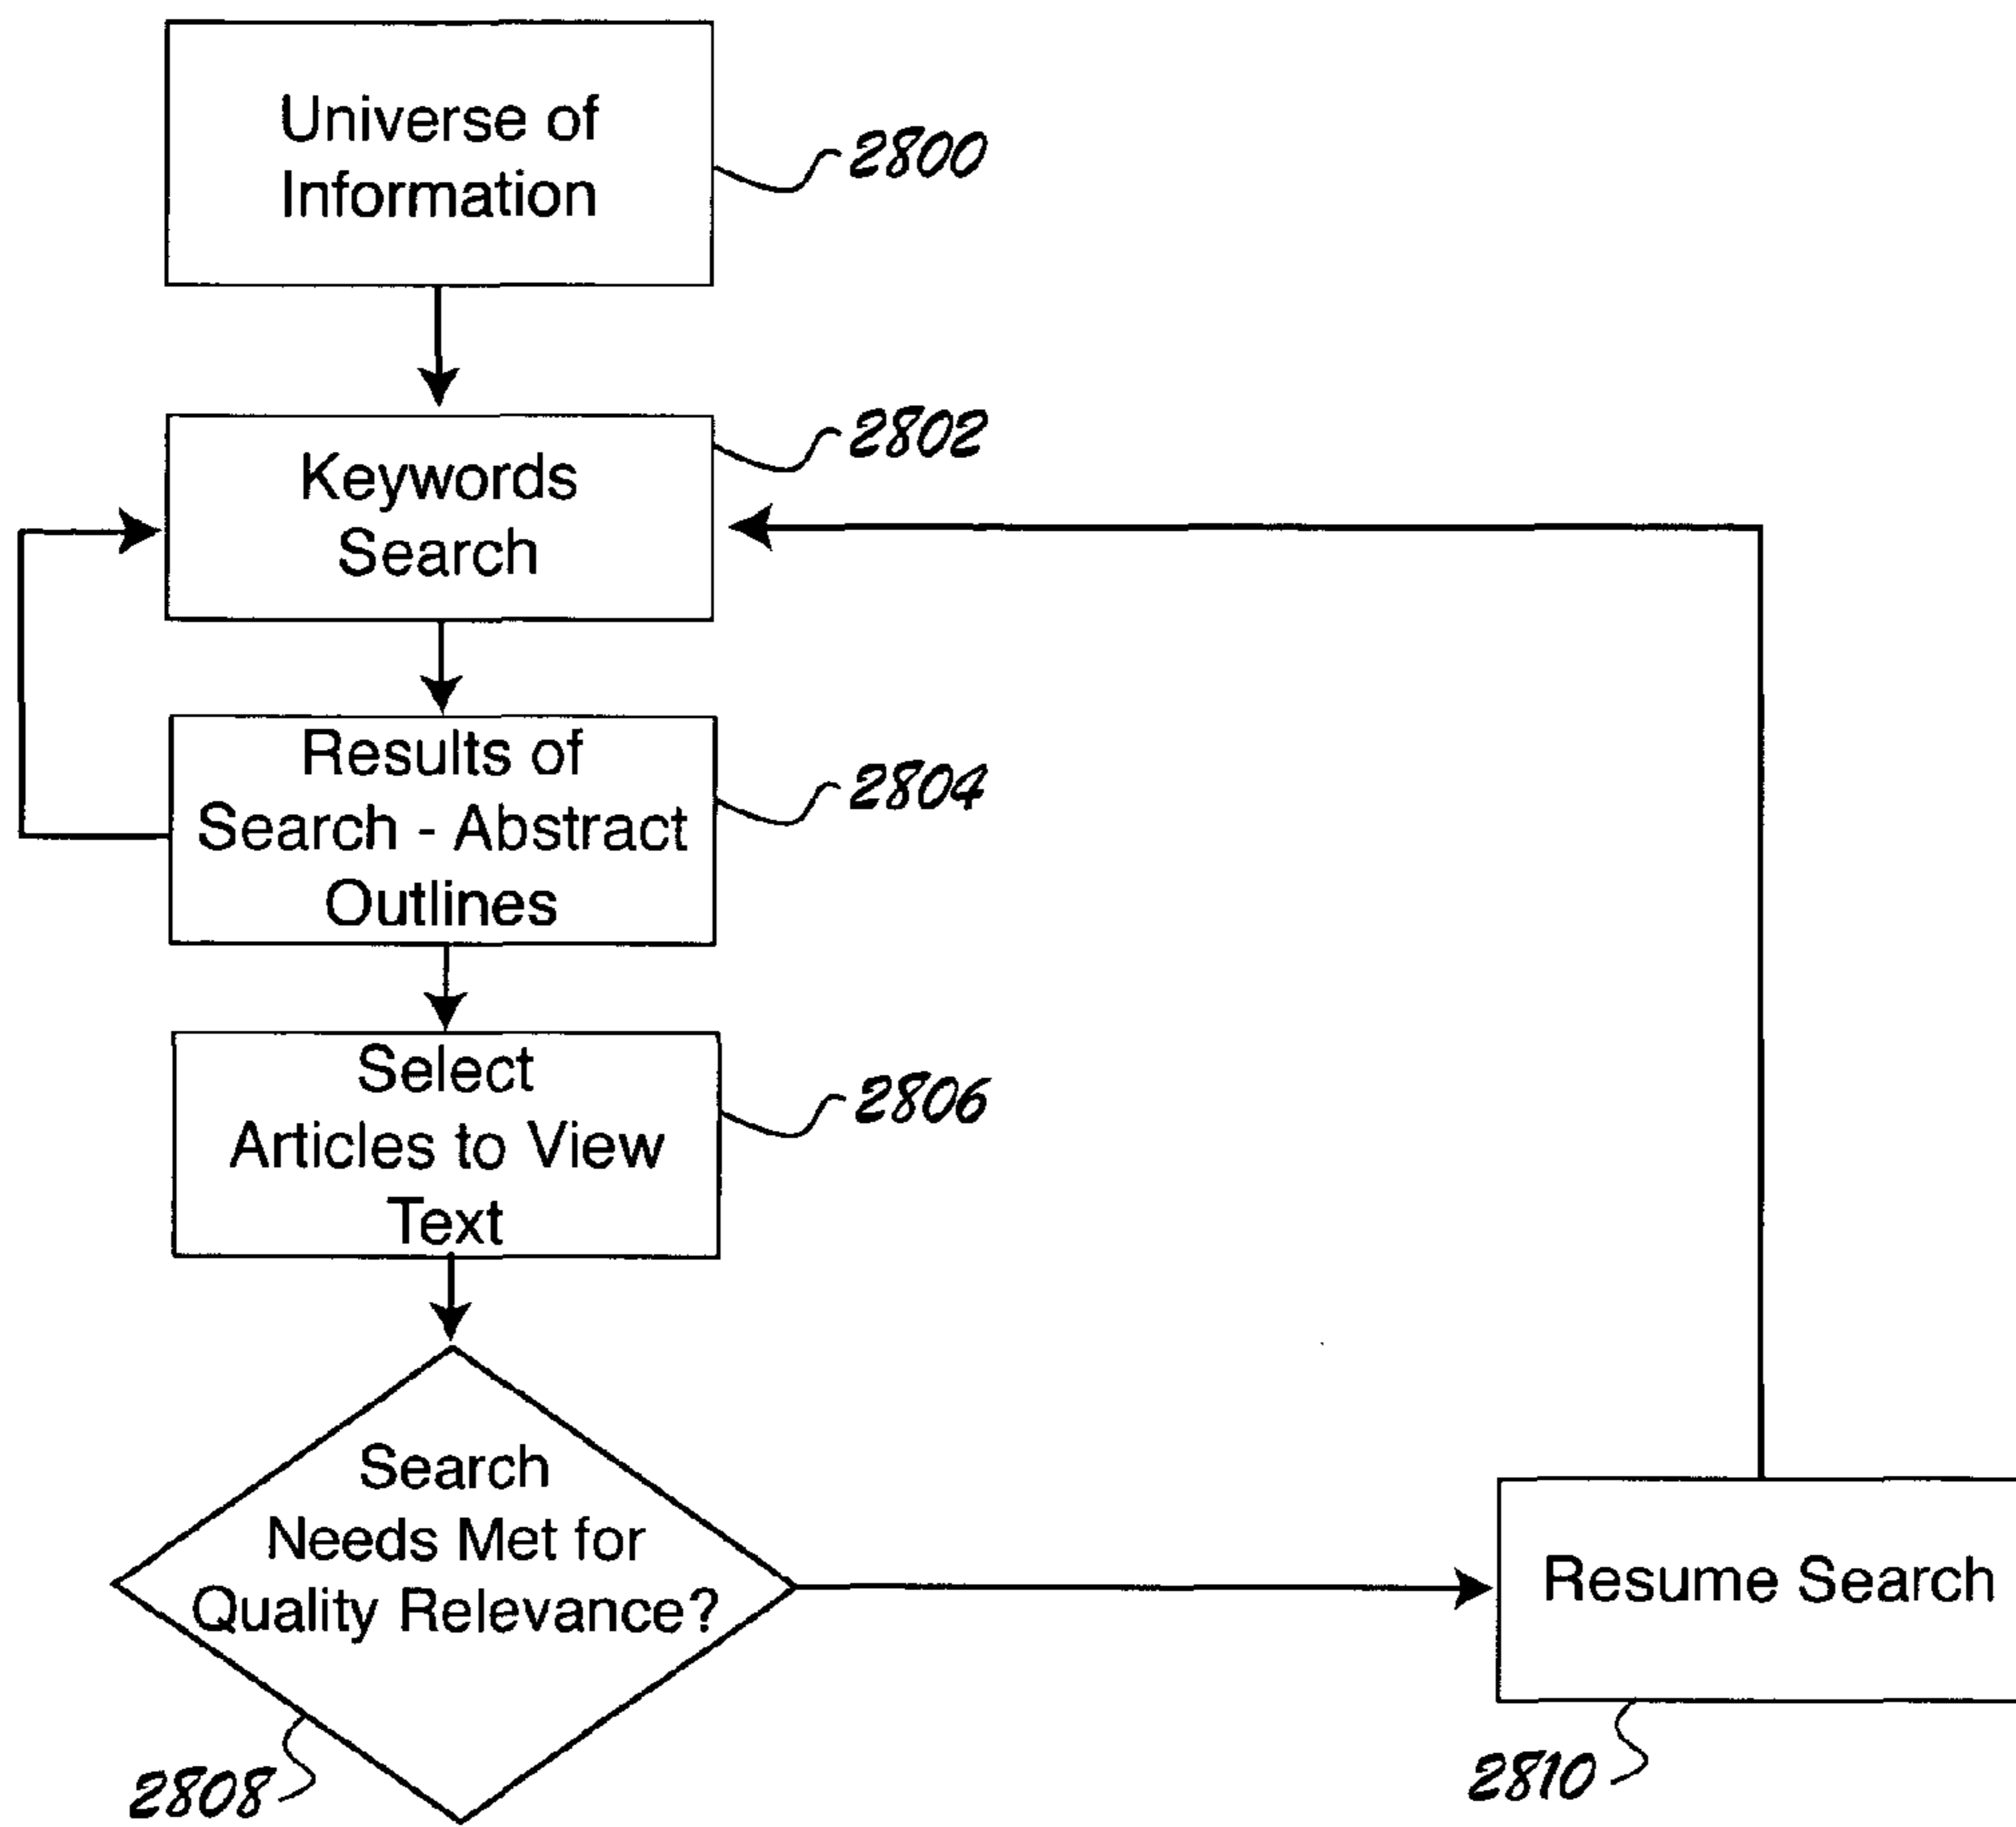 Universe of
Information
2800
Keywords
Search
2802
Results of
Search - Abstract
Outlines
2804
Select
Articles to View
Text
2806
Search
Needs Met for
Quality Relevance?
2808
Resume Search
2810